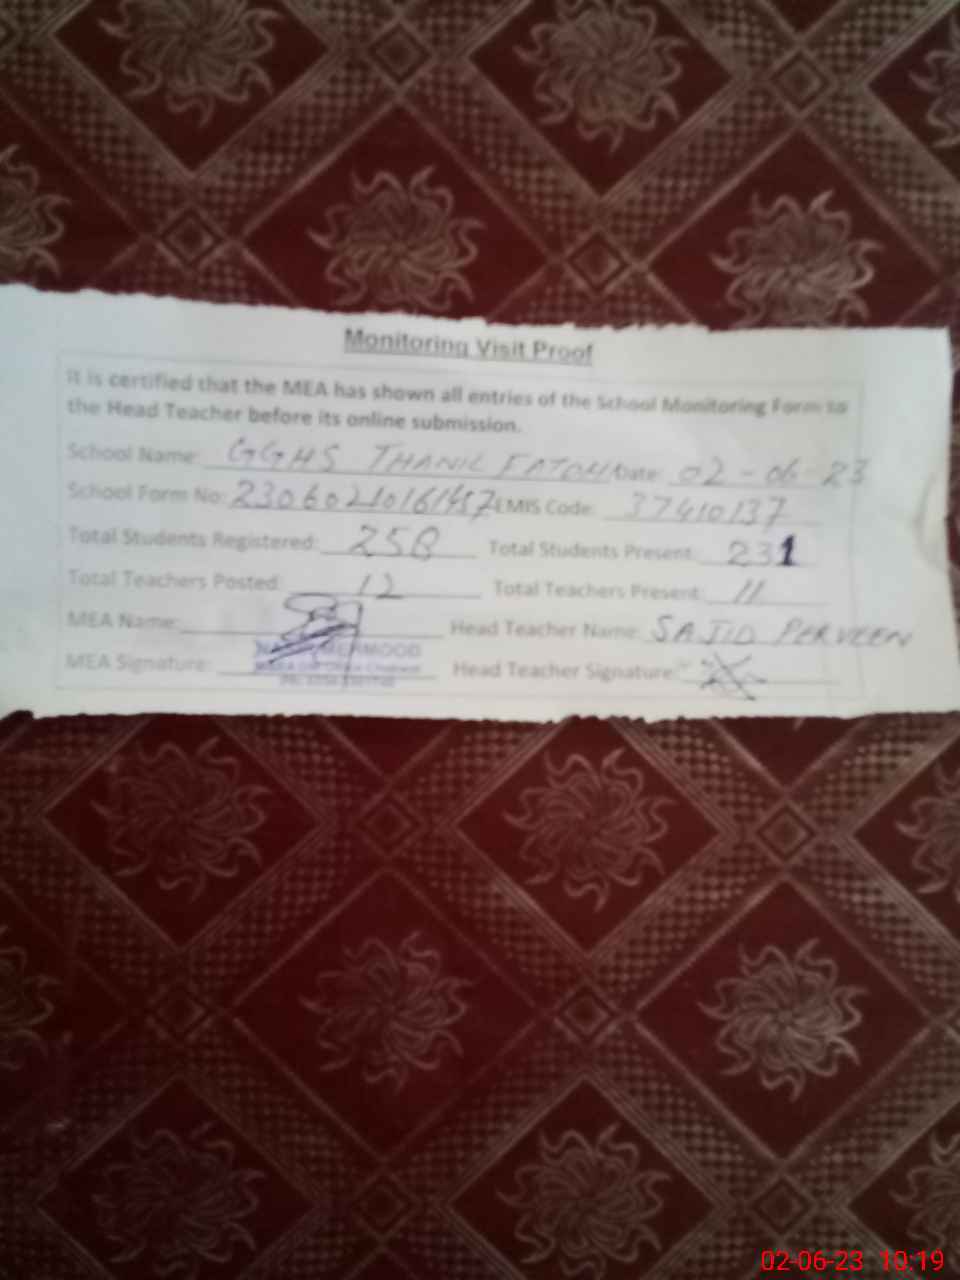 Monitoring Visit Proof
It is certified that the MEA has shown all entries of the School Monitoring Form to
the Head Teacher before its online submission.
School Name: GGHS THANIL FATOHI Date: 02-06-23
School Form No: EMIS Code: 37410137
Total Students Registered: 258 Total Students Present: 231
Total Teachers Posted: 12 Total Teachers Present: 11
MEA Name: Head Teacher Name: SAJID PERVEEN
MEHMOOD
MEA Signature: Head Teacher Signature:
02-06-23 10:19